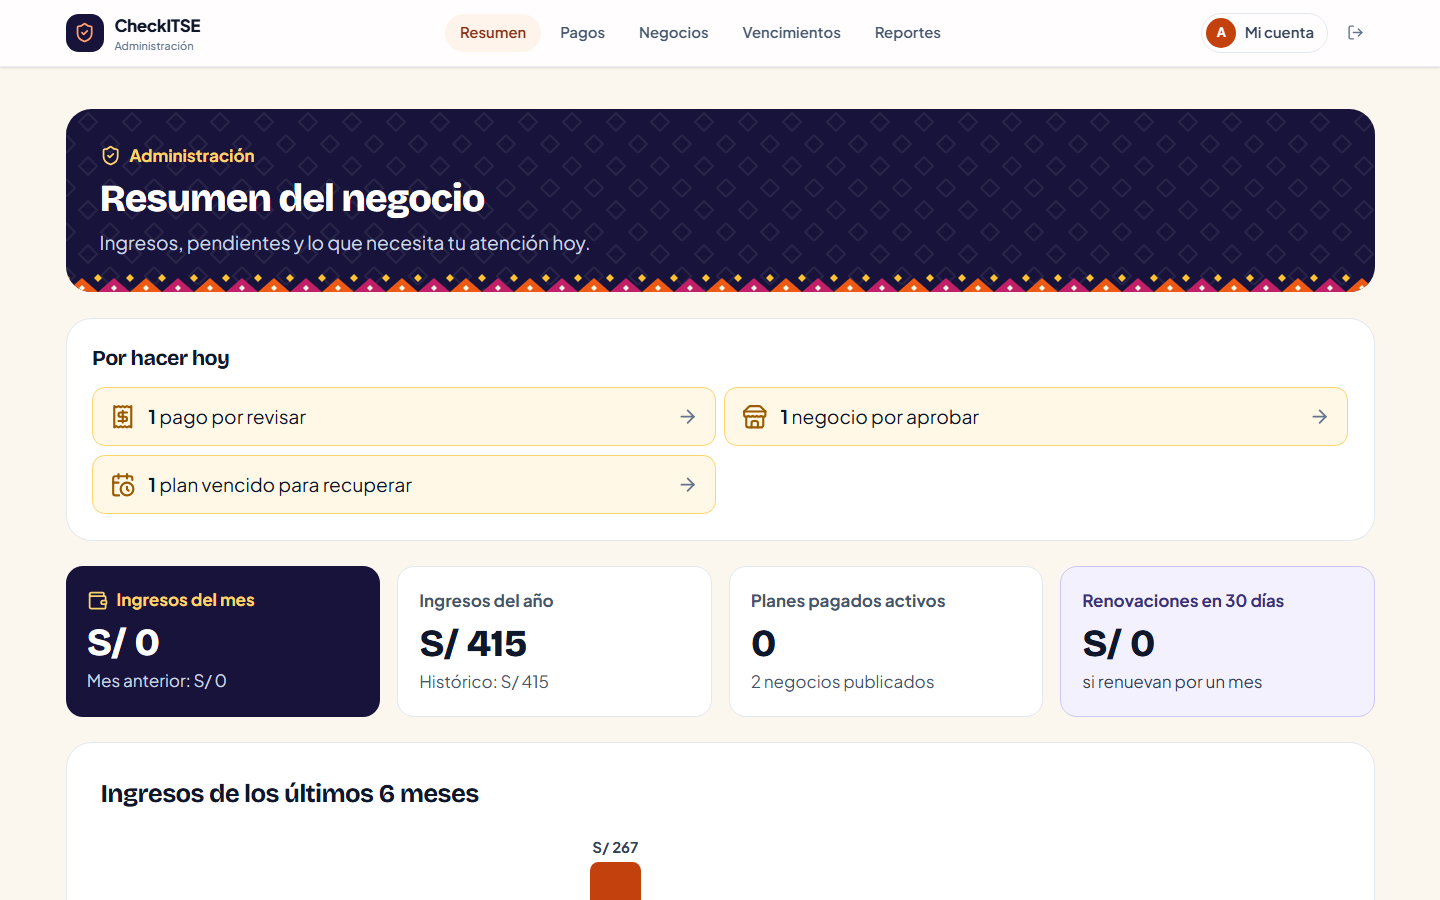 CheckITSE
Administración
Resumen
Pagos
Negocios
Vencimientos
Reportes
A
Mi cuenta
Administración
Resumen del negocio
Ingresos, pendientes y lo que necesita tu atención hoy.
Por hacer hoy
1 pago por revisar
1 negocio por aprobar
1 plan vencido para recuperar
Ingresos del mes
S/ 0
Mes anterior: S/ 0
Ingresos del año
S/ 415
Histórico: S/ 415
Planes pagados activos
0
2 negocios publicados
Renovaciones en 30 días
S/ 0
si renuevan por un mes
Ingresos de los últimos 6 meses
S/ 267